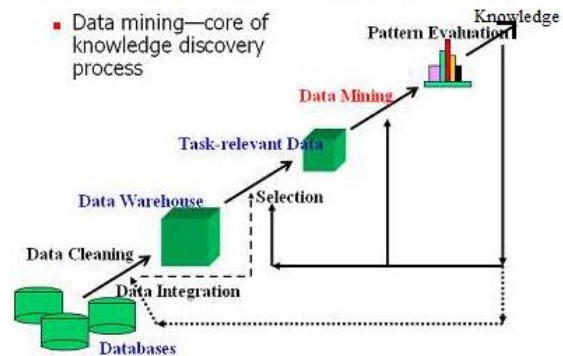 Data mining—core of
knowledge discovery
process
Knowledge
Pattern Evaluation
Data Mining
Task-relevant Data
Data Warehouse
Selection
Data Cleaning
Data Integration
Databases